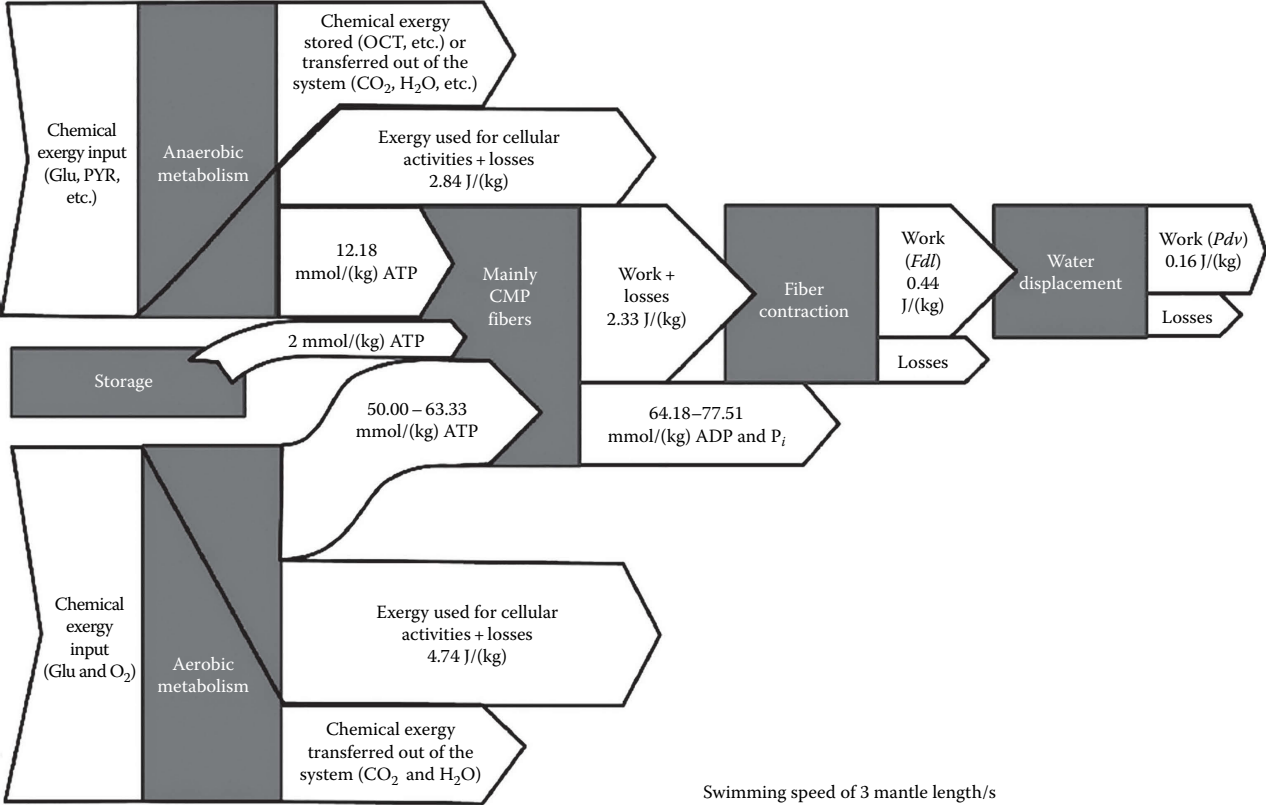 Chemical exergy
stored (OCT, etc.) or
transferred out of the
system (CO₂, H₂O, etc.)
Chemical
exergy input
(Glu, PYR,
etc.)
Anaerobic
metabolism
Exergy used for cellular
activities + losses
2.84 J/(kg)
12.18
mmol/(kg) ATP
Mainly
CMP
fibers
Work +
losses
2.33 J/(kg)
Fiber
contraction
Work
(Fdl)
0.44
J/(kg)
Losses
Water
displacement
Work (Pdv)
0.16 J/(kg)
Losses
2 mmol/(kg) ATP
Storage
50.00 – 63.33
mmol/(kg) ATP
64.18–77.51
mmol/(kg) ADP and Pᵢ
Chemical
exergy
input
(Glu and O₂)
Aerobic
metabolism
Exergy used for cellular
activities + losses
4.74 J/(kg)
Chemical exergy
transferred out of the
system (CO₂ and H₂O)
Swimming speed of 3 mantle length/s